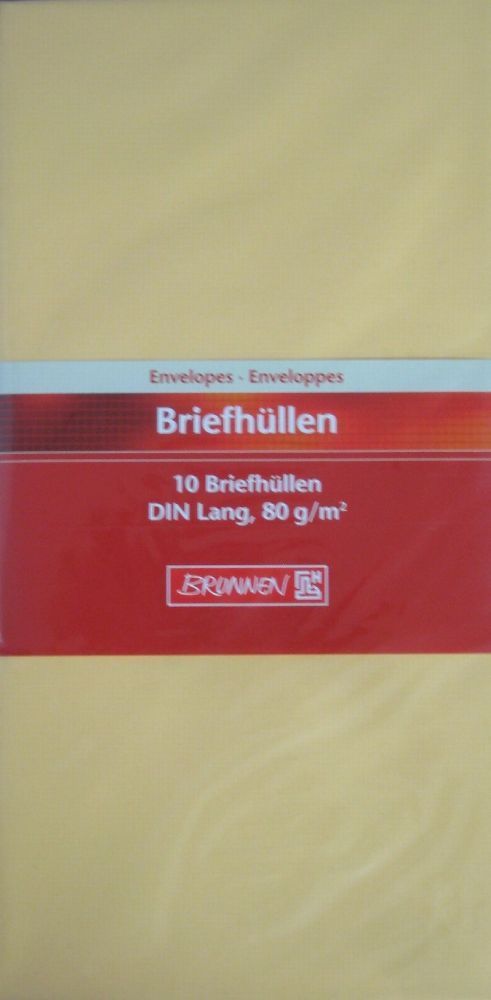 Envelopes - Enveloppes
Briefhüllen
10 Briefhüllen
DIN Lang, 80 g/m²
BRUNNEN